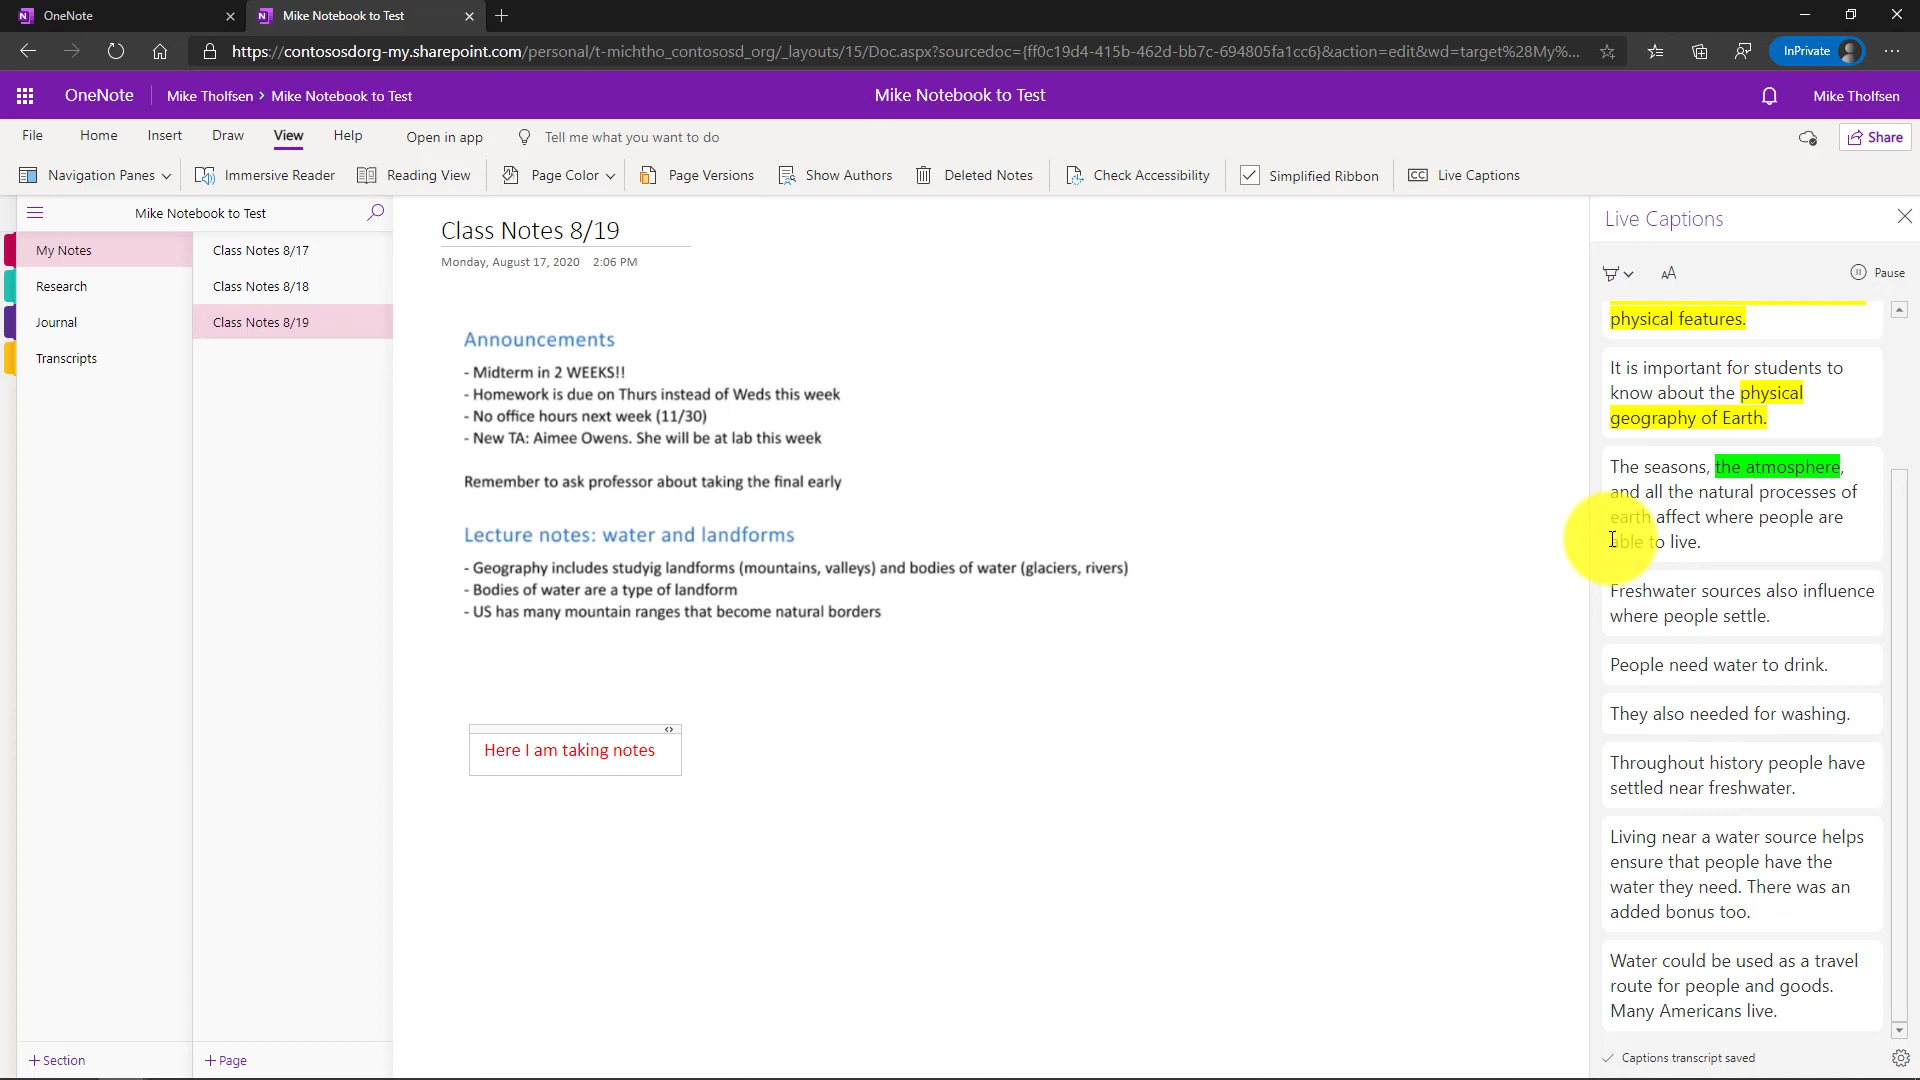 OneNote
Mike Notebook to Test
https://contososdorg-my.sharepoint.com/personal/t-michtho_contososd_org/_layouts/15/Doc.aspx?sourcedoc={ff0c19d4-415b-462d-bb7c-694805fa1cc6}&action=edit&wd=target%28My%...
InPrivate
OneNote
Mike Tholfsen > Mike Notebook to Test
Mike Notebook to Test
Mike Tholfsen
File
Home
Insert
Draw
View
Help
Open in app
Tell me what you want to do
Share
Navigation Panes
Immersive Reader
Reading View
Page Color
Page Versions
Show Authors
Deleted Notes
Check Accessibility
Simplified Ribbon
CC Live Captions
Mike Notebook to Test
My Notes
Research
Journal
Transcripts
+ Section
Class Notes 8/17
Class Notes 8/18
Class Notes 8/19
+ Page
Class Notes 8/19
Monday, August 17, 2020 2:06 PM
Announcements
- Midterm in 2 WEEKS!!
- Homework is due on Thurs instead of Weds this week
- No office hours next week (11/30)
- New TA: Aimee Owens. She will be at lab this week
Remember to ask professor about taking the final early
Lecture notes: water and landforms
- Geography includes studyig landforms (mountains, valleys) and bodies of water (glaciers, rivers)
- Bodies of water are a type of landform
- US has many mountain ranges that become natural borders
Here I am taking notes
Live Captions
AA
Pause
physical features.
It is important for students to
know about the physical
geography of Earth.
The seasons, the atmosphere,
and all the natural processes of
earth affect where people are
able to live.
Freshwater sources also influence
where people settle.
People need water to drink.
They also needed for washing.
Throughout history people have
settled near freshwater.
Living near a water source helps
ensure that people have the
water they need. There was an
added bonus too.
Water could be used as a travel
route for people and goods.
Many Americans live.
Captions transcript saved